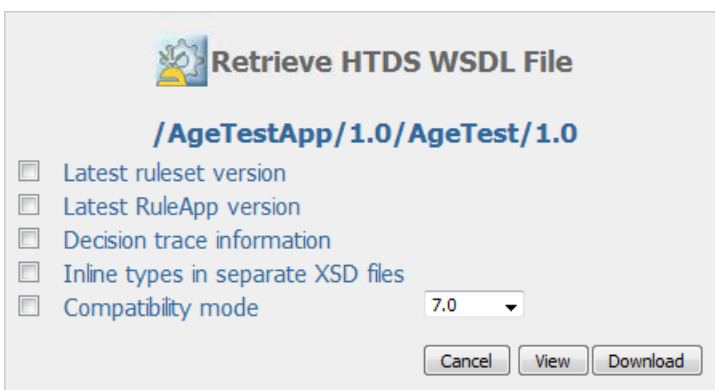 Retrieve HTDS WSDL File
/AgeTestApp/1.0/AgeTest/1.0
Latest ruleset version
Latest RuleApp version
Decision trace information
Inline types in separate XSD files
Compatibility mode 7.0
Cancel View Download